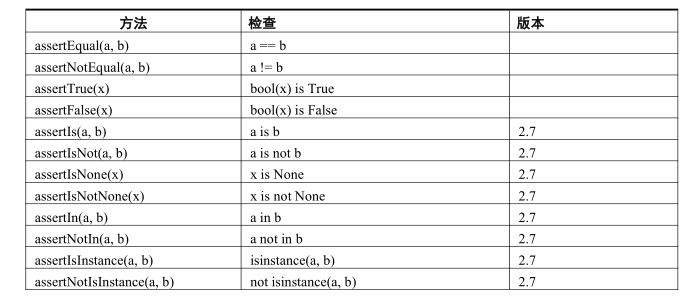 方法 检查 版本
assertEqual(a, b) a == b
assertNotEqual(a, b) a != b
assertTrue(x) bool(x) is True
assertFalse(x) bool(x) is False
assertIs(a, b) a is b 2.7
assertIsNot(a, b) a is not b 2.7
assertIsNone(x) x is None 2.7
assertIsNotNone(x) x is not None 2.7
assertIn(a, b) a in b 2.7
assertNotIn(a, b) a not in b 2.7
assertIsInstance(a, b) isinstance(a, b) 2.7
assertNotIsInstance(a, b) not isinstance(a, b) 2.7